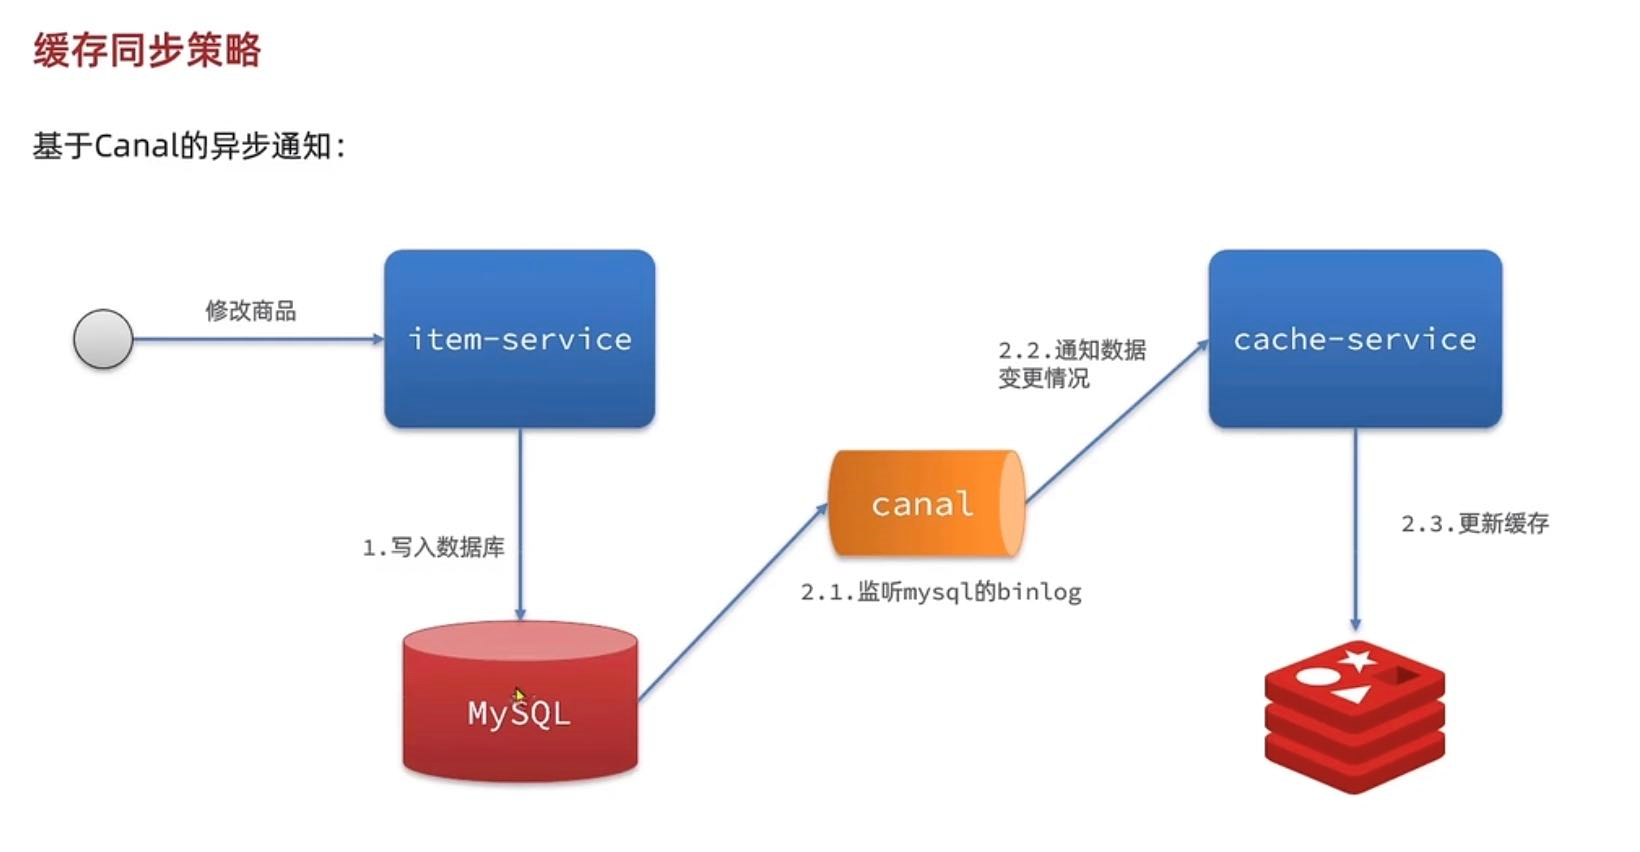 缓存同步策略
基于Canal的异步通知：
修改商品
item-service
cache-service
2.2.通知数据
变更情况
canal
1.写入数据库
2.3.更新缓存
2.1.监听mysql的binlog
MySQL